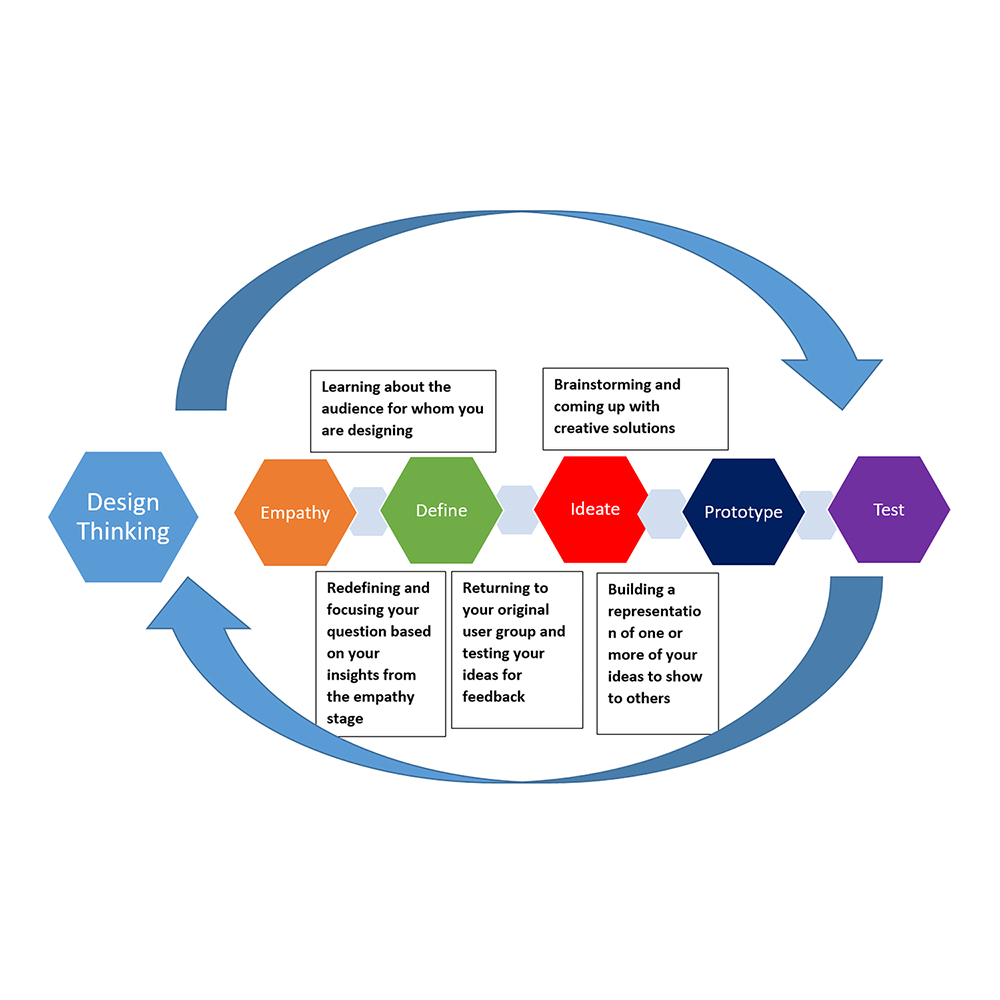 Learning about the
audience for whom you
are designing
Brainstorming and
coming up with
creative solutions
Design
Thinking
Empathy
Define
Ideate
Prototype
Test
Redefining and
focusing your
question based
on your
insights from
the empathy
stage
Returning to
your original
user group and
testing your
ideas for
feedback
Building a
representatio
n of one or
more of your
ideas to show
to others